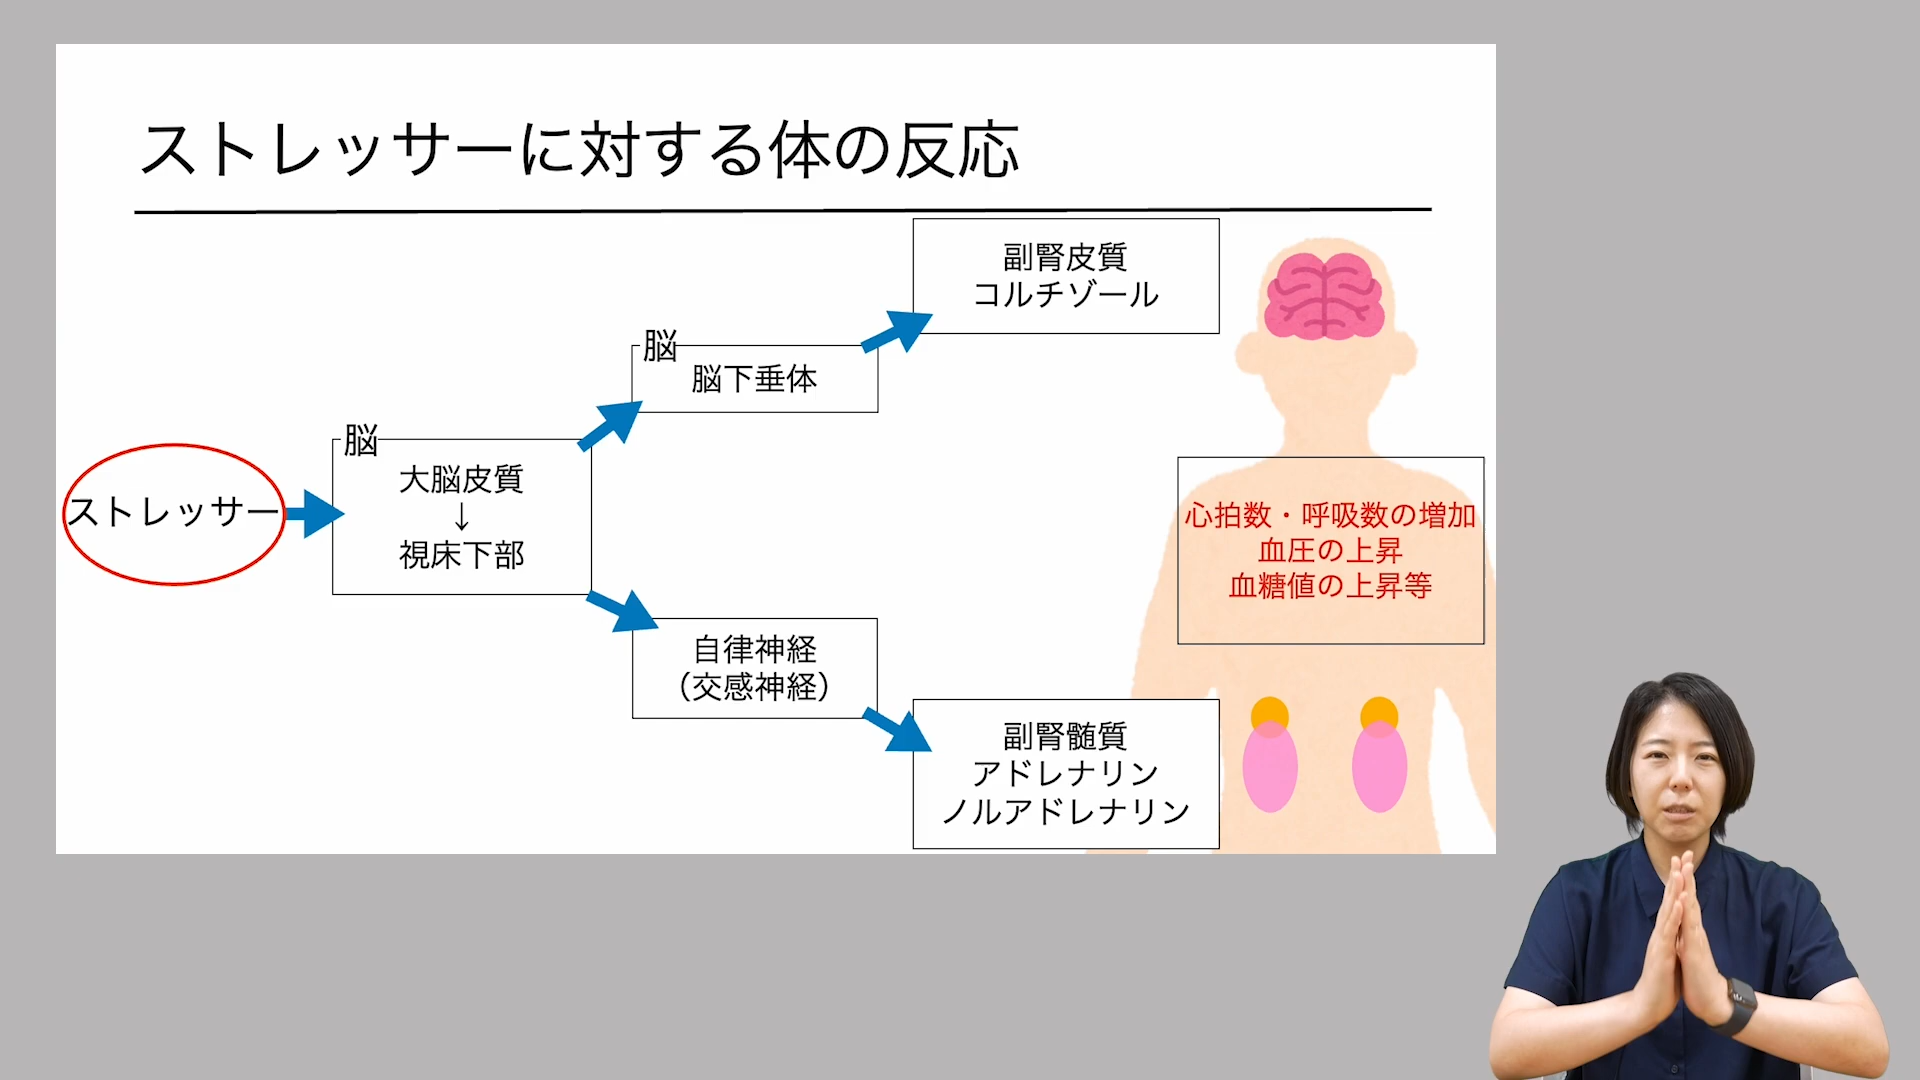 ストレッサーに対する体の反応
副腎皮質
コルチゾール
脳
脳下垂体
脳
大脳皮質
↓
視床下部
ストレッサー
心拍数・呼吸数の増加
血圧の上昇
血糖値の上昇等
自律神経
（交感神経）
副腎髄質
アドレナリン
ノルアドレナリン